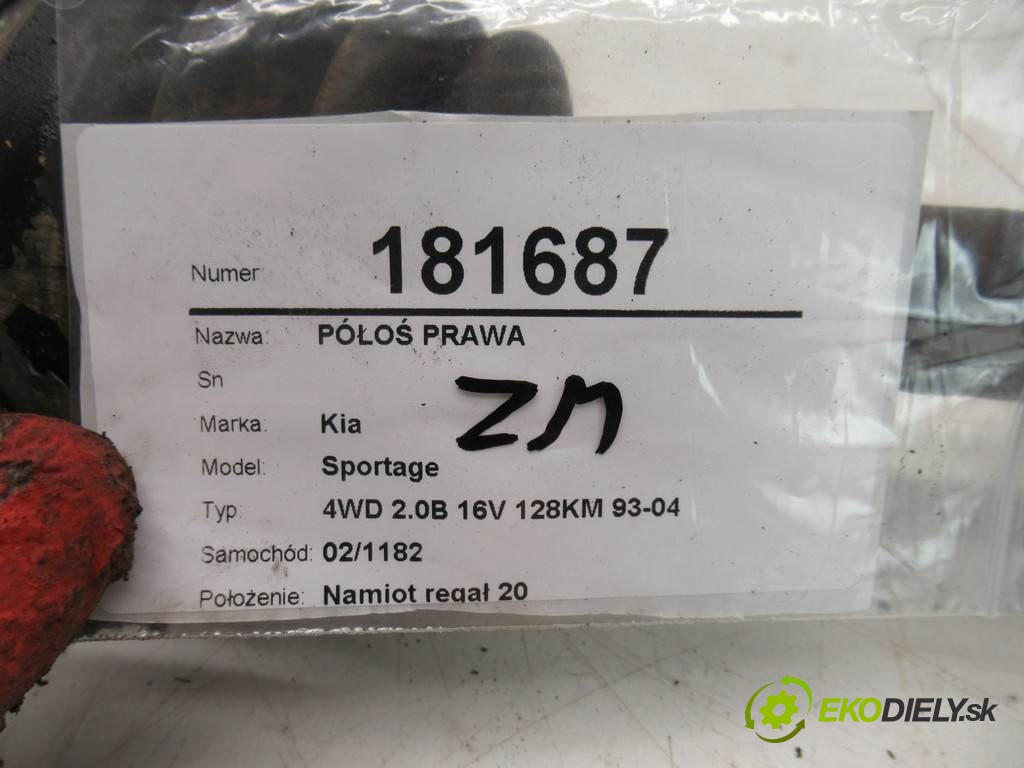 Numer 181687
Nazwa: PÓŁOŚ PRAWA
Sn
Marka: Kia
ZM
Model: Sportage
Typ: 4WD 2.0B 16V 128KM 93-04
Samochód: 02/1182
Położenie: Namiot regał 20
EKODIELY.sk